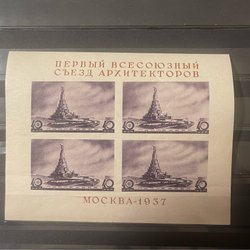 ПЕРВЫЙ ВСЕСОЮЗНЫЙ
СЪЕЗД АРХИТЕКТОРОВ
МОСКВА-1937